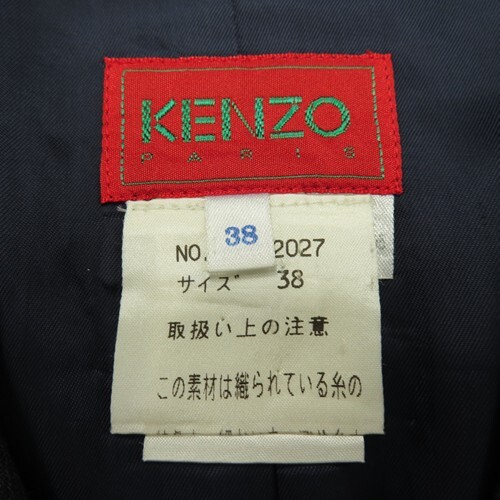 KENZO
PARIS
38
NO. 2027
サイズ 38
取扱い上の注意
この素材は織られている糸の